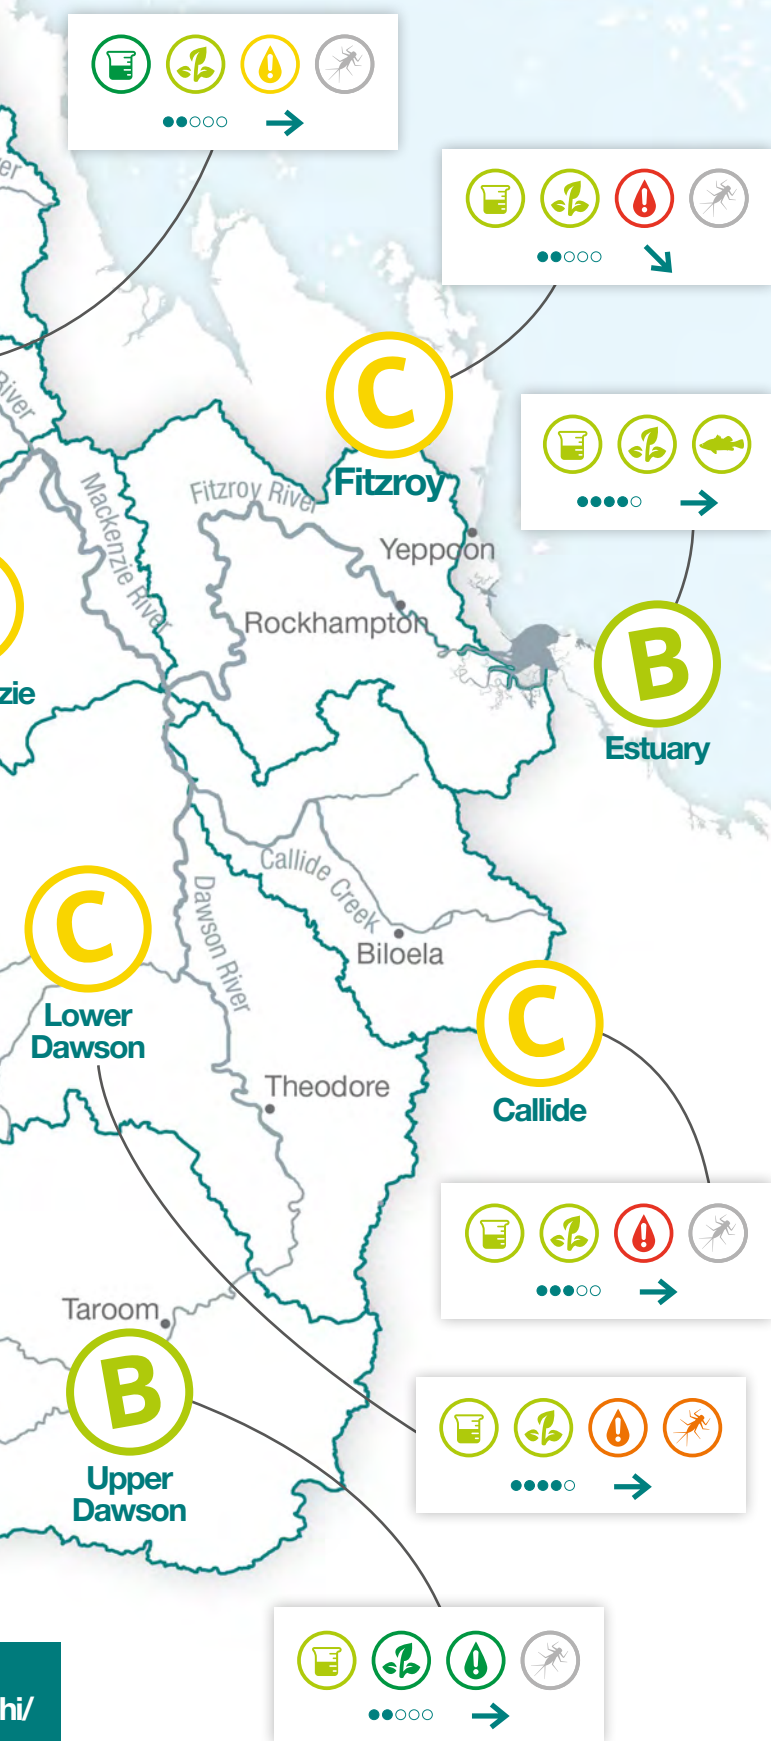 er
River
C
Fitzroy
Mackenzie River
Fitzroy River
Yeppoon
Rockhampton
zie
B
Estuary
Callide Creek
Dawson River
C
Lower
Dawson
Biloela
C
Callide
Theodore
Taroom
B
Upper
Dawson
hi/